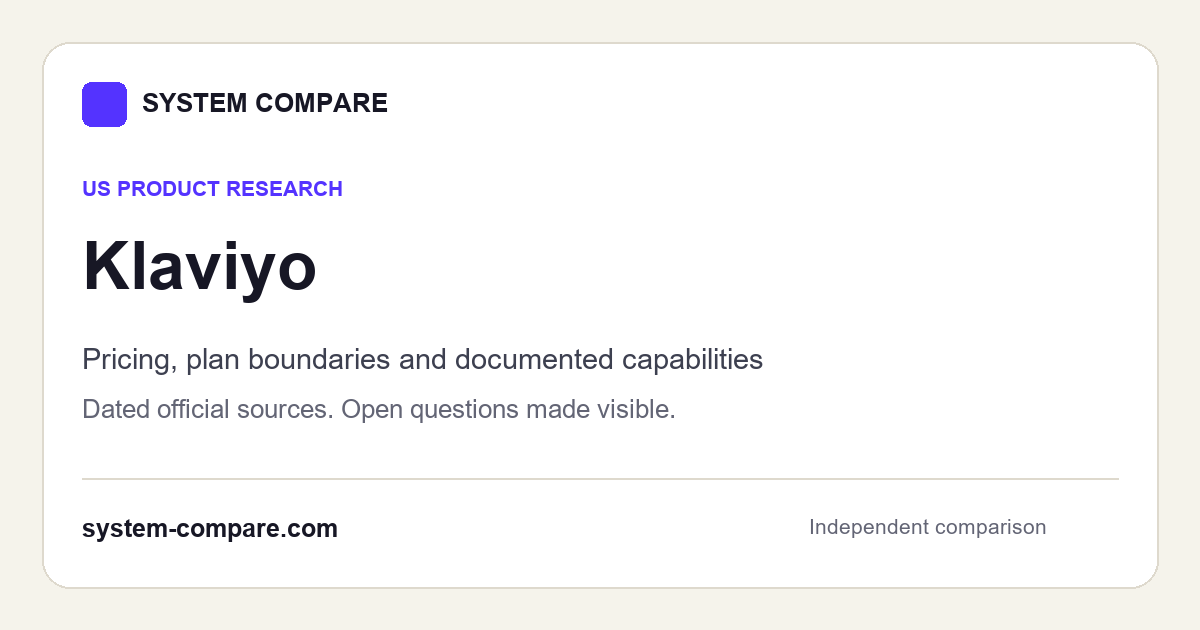 SYSTEM COMPARE
US PRODUCT RESEARCH
Klaviyo
Pricing, plan boundaries and documented capabilities
Dated official sources. Open questions made visible.
system-compare.com
Independent comparison